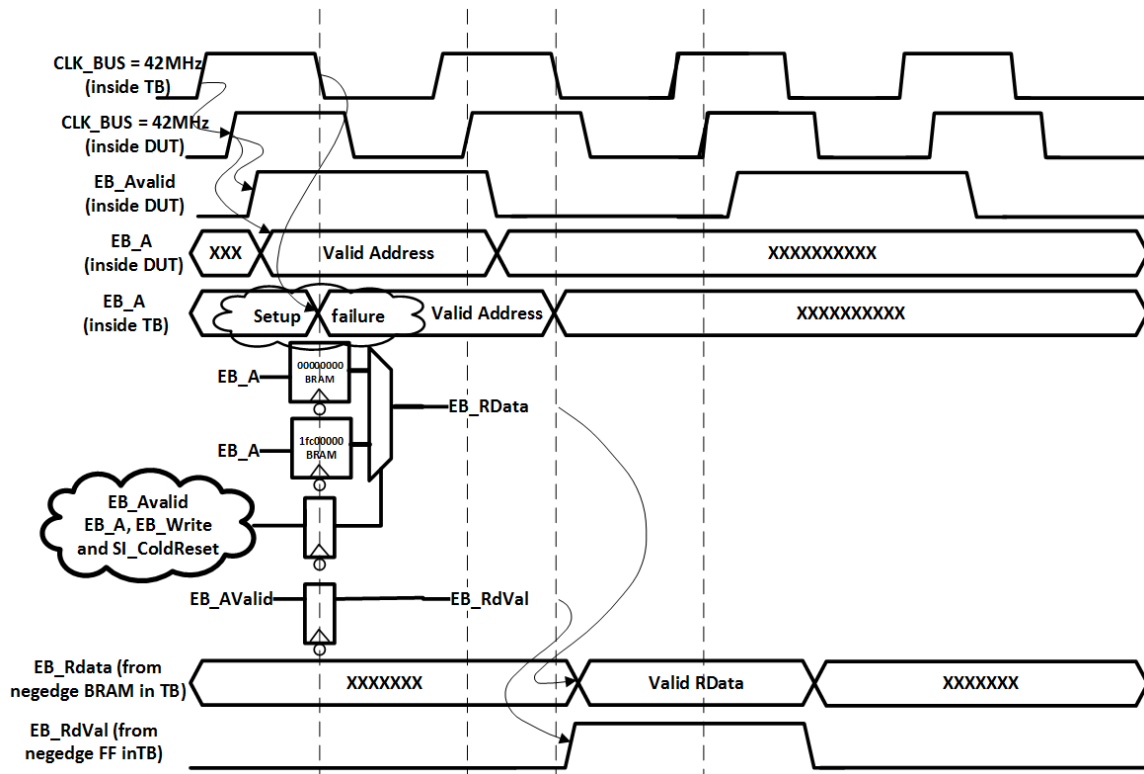 CLK_BUS = 42MHz
(inside TB)
CLK_BUS = 42MHz
(inside DUT)
EB_Avalid
(inside DUT)
EB_A
(inside DUT)
XXX
Valid Address
XXXXXXXXXX
EB_A
(inside TB)
Setup
failure
Valid Address
XXXXXXXXXX
EB_A
00000000
BRAM
EB_RData
EB_A
1fc00000
BRAM
EB_Avalid
EB_A, EB_Write
and SI_ColdReset
EB_AValid
EB_RdVal
EB_Rdata (from
negedge BRAM in TB)
XXXXXXX
Valid RData
XXXXXXX
EB_RdVal (from
negedge FF inTB)